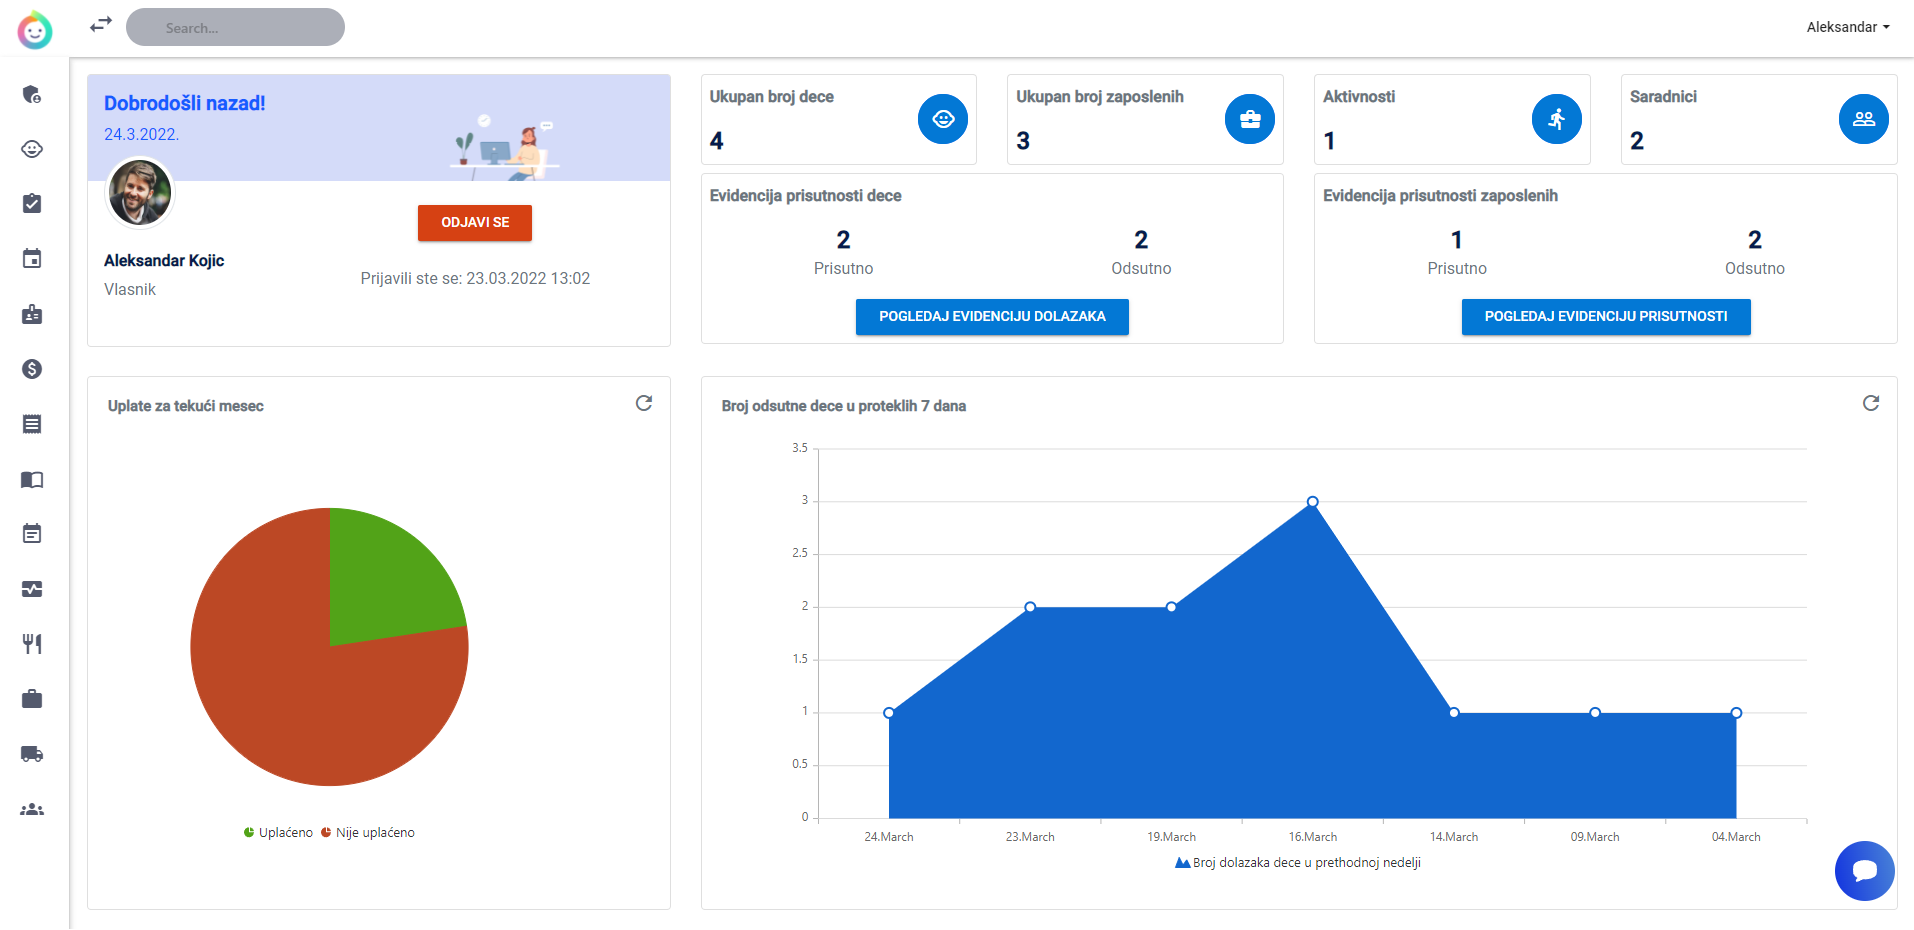 Search...
Aleksandar
Dobrodošli nazad!
24.3.2022.
Aleksandar Kojic
Vlasnik
ODJAVI SE
Prijavili ste se: 23.03.2022 13:02
Ukupan broj dece
4
Ukupan broj zaposlenih
3
Aktivnosti
1
Saradnici
2
Evidencija prisutnosti dece
2
Prisutno
2
Odsutno
POGLEDAJ EVIDENCIJU DOLAZAKA
Evidencija prisutnosti zaposlenih
1
Prisutno
2
Odsutno
POGLEDAJ EVIDENCIJU PRISUTNOSTI
Uplate za tekući mesec
Uplaćeno
Nije uplaćeno
Broj odsutne dece u proteklih 7 dana
3.5
3
2.5
2
1.5
1
0.5
0
24.March 23.March 19.March 16.March 14.March 09.March 04.March
Broj dolazaka dece u prethodnoj nedelji